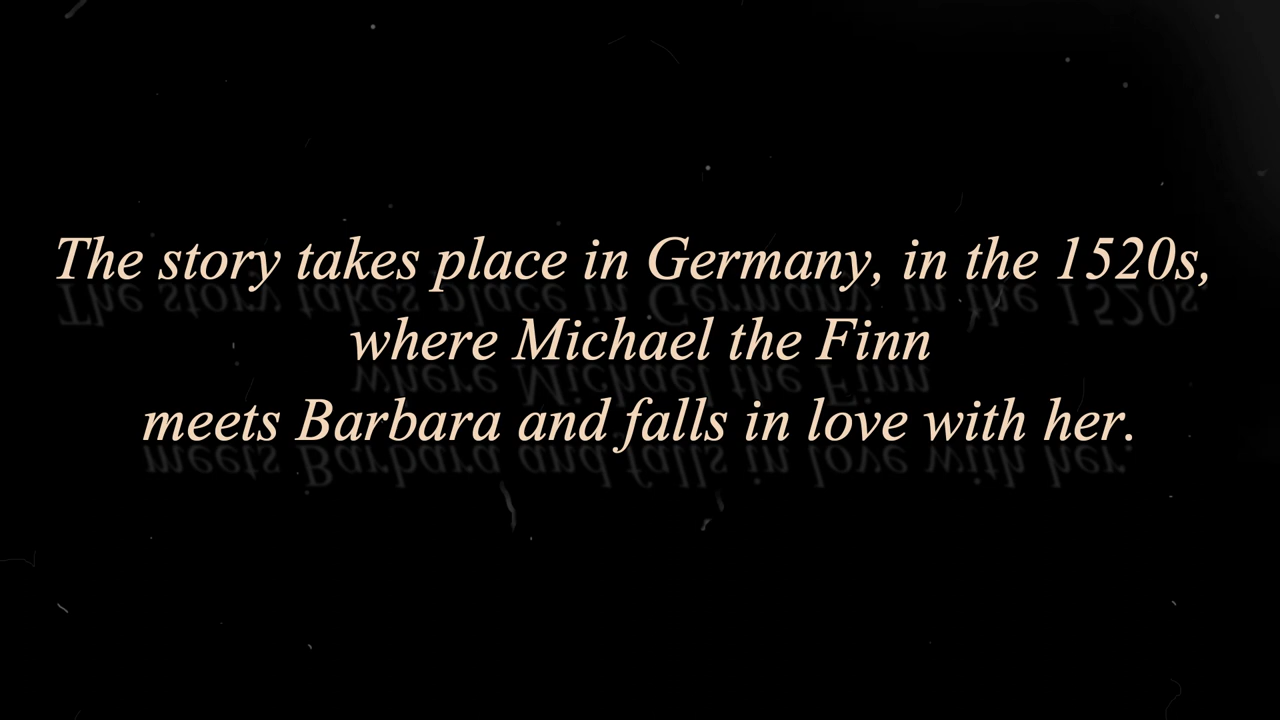 The story takes place in Germany, in the 1520s,
where Michael the Finn
meets Barbara and falls in love with her.